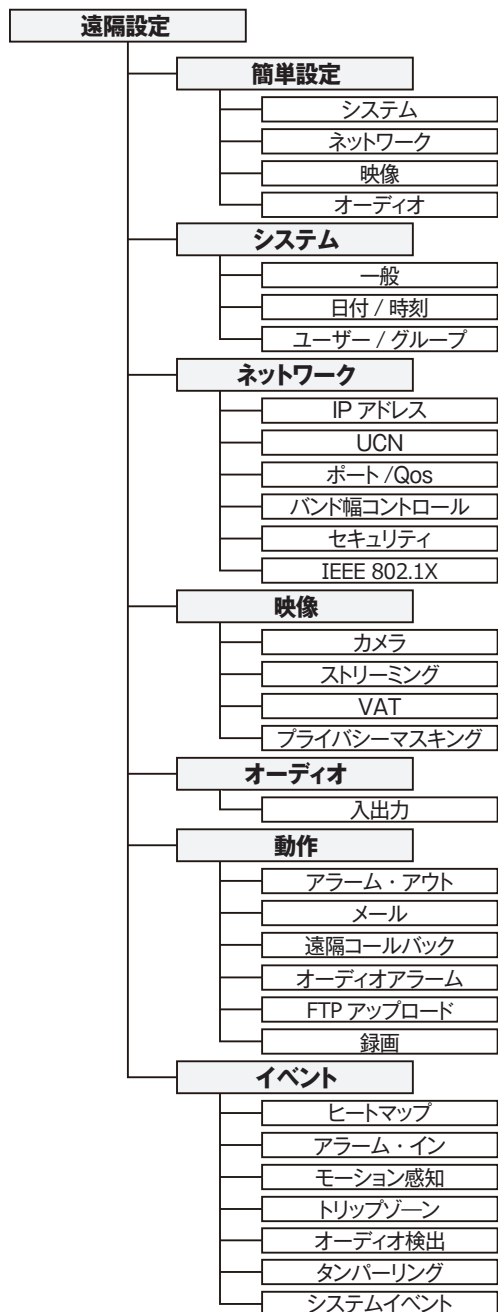 遠隔設定
簡単設定
システム
ネットワーク
映像
オーディオ
システム
一般
日付 / 時刻
ユーザー / グループ
ネットワーク
IP アドレス
UCN
ポート /Qos
バンド幅コントロール
セキュリティ
IEEE 802.1X
映像
カメラ
ストリーミング
VAT
プライバシーマスキング
オーディオ
入出力
動作
アラーム・アウト
メール
遠隔コールバック
オーディオアラーム
FTP アップロード
録画
イベント
ヒートマップ
アラーム・イン
モーション感知
トリップゾ―ン
オーディオ検出
タンパーリング
システムイベント